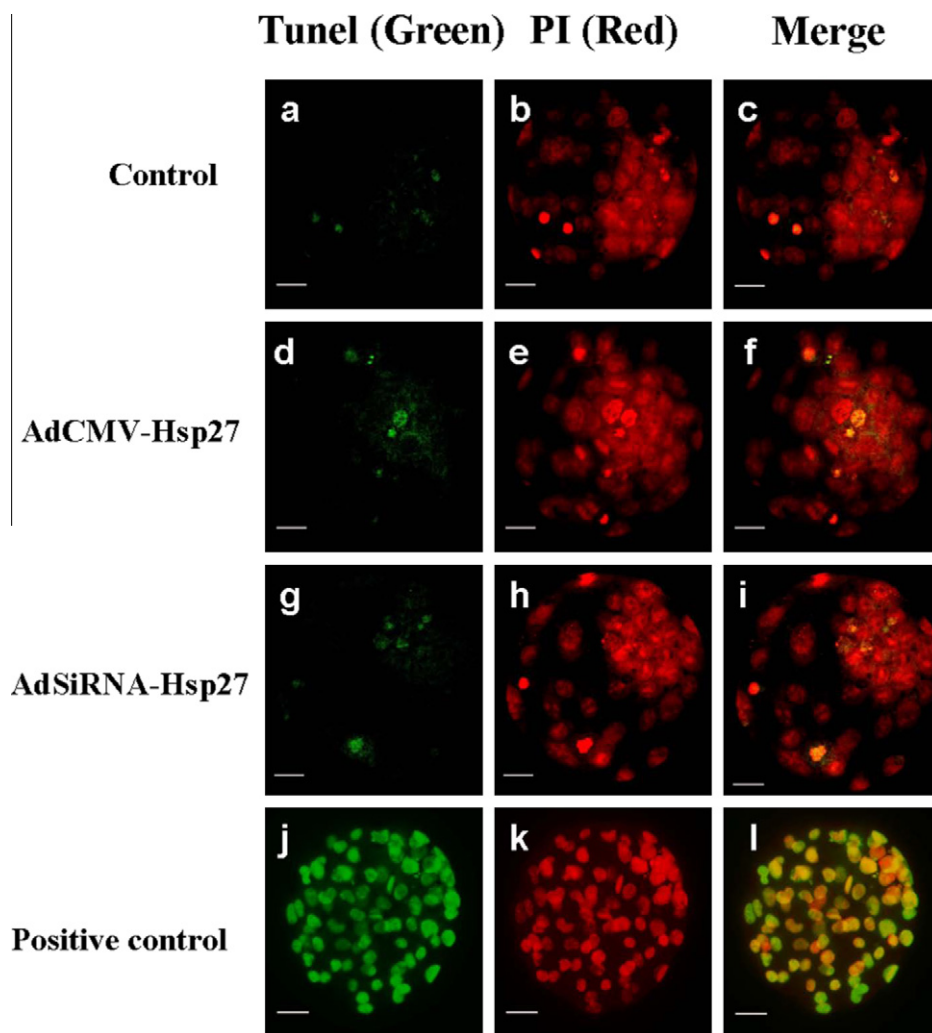 Tunel (Green) PI (Red) Merge
Control
a b c
AdCMV-Hsp27
d e f
AdSiRNA-Hsp27
g h i
Positive control
j k l